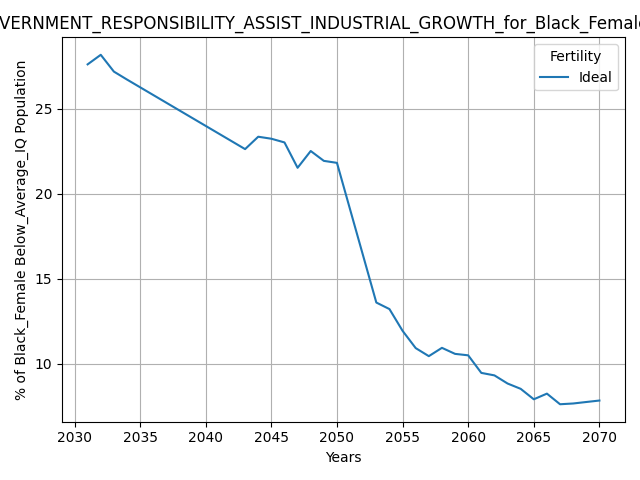 VERNMENT_RESPONSIBILITY_ASSIST_INDUSTRIAL_GROWTH_for_Black_Female
Fertility
Ideal
% of Black_Female Below_Average_IQ Population
25
20
15
10
2030 2035 2040 2045 2050 2055 2060 2065 2070
Years